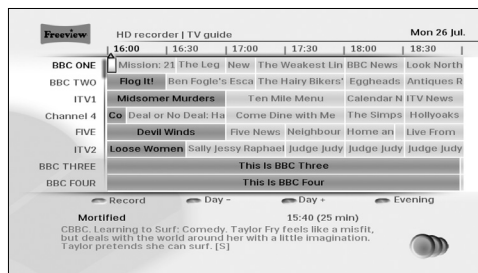 Freeview HD recorder | TV guide Mon 26 Jul.
| 16:00 | 16:30 | 17:00 | 17:30 | 18:00 | 18:30 |
BBC ONE Mission: 21 The Leg New The Weakest Lin BBC News Look North
BBC TWO Flog It! Ben Fogle's Esca The Hairy Bikers' Eggheads Antiques R
ITV1 Midsomer Murders Ten Mile Menu Calendar N ITV News
Channel 4 Co Deal or No Deal: Ha Come Dine with Me The Simps Hollyoaks
FIVE Devil Winds Five News Neighbour Home an Live From
ITV2 Loose Women Sally Jessy Raphael Judge Judy Judge Judy Judge Judy
BBC THREE This Is BBC Three
BBC FOUR This Is BBC Four
Record Day - Day + Evening
Mortified 15:40 (25 min)
CBBC. Learning to Surf: Comedy. Taylor Fry feels like a misfit,
but deals with the world around her with a little imagination.
Taylor pretends she can surf. [S]